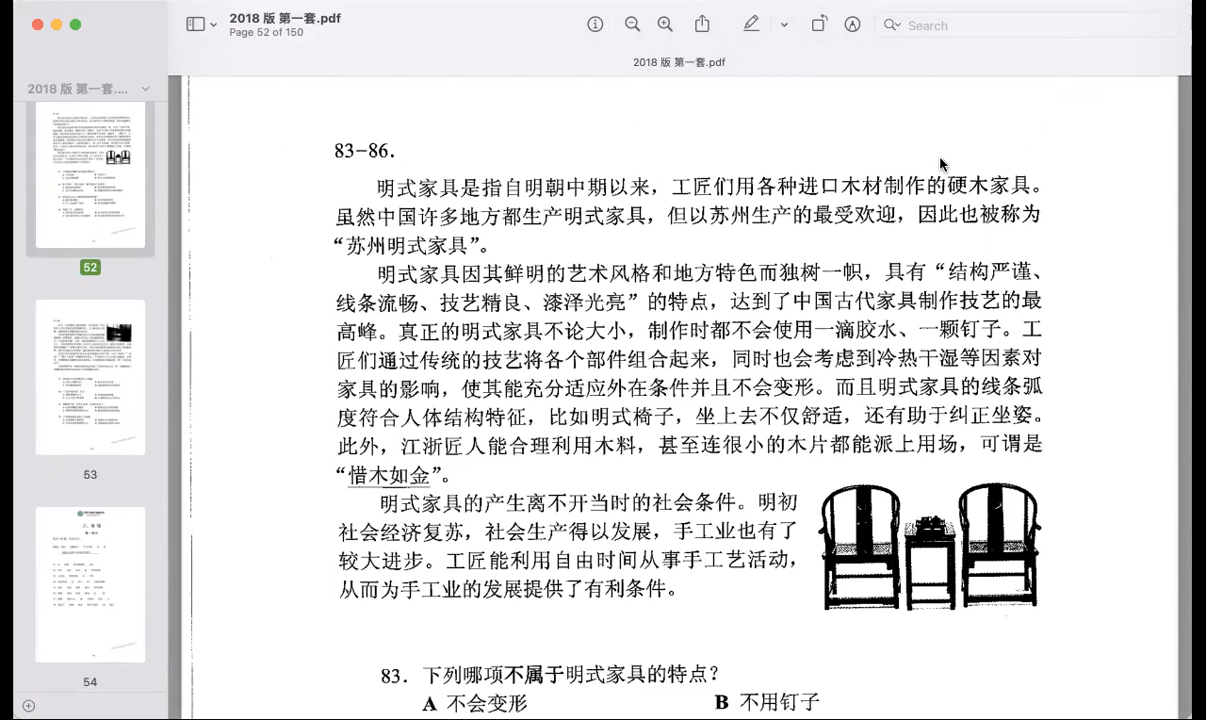 2018 版 第一套.pdf
Page 52 of 150
Search
2018 版 第一套.pdf
2018 版 第一套....
52
53
54
83-86.
明式家具是指自明朝中期以来，工匠们用各种进口木材制作的硬木家具。
虽然中国许多地方都生产明式家具，但以苏州生产的最受欢迎，因此也被称为
“苏州明式家具”。
明式家具因其鲜明的艺术风格和地方特色而独树一帜，具有“结构严谨、
线条流畅、技艺精良、漆泽光亮”的特点，达到了中国古代家具制作技艺的最
高峰。真正的明式家具不论大小，制作时都不会使用一滴胶水、一颗钉子。工
匠们通过传统的技艺将各个部件组合起来，同时也会考虑到冷热干湿等因素对
家具的影响，使其能充分适应外在条件并且不会变形。而且明式家具的线条弧
度符合人体结构特征，比如明式椅子，坐上去不仅舒适，还有助于纠正坐姿。
此外，江浙匠人能合理利用木料，甚至连很小的木片都能派上用场，可谓是
“惜木如金”。
明式家具的产生离不开当时的社会条件。明初
社会经济复苏，社会生产得以发展，手工业也有了
较大进步。工匠能利用自由时间从事手工艺活动，
从而为手工业的发展提供了有利条件。
83. 下列哪项不属于明式家具的特点？
A 不会变形 B 不用钉子